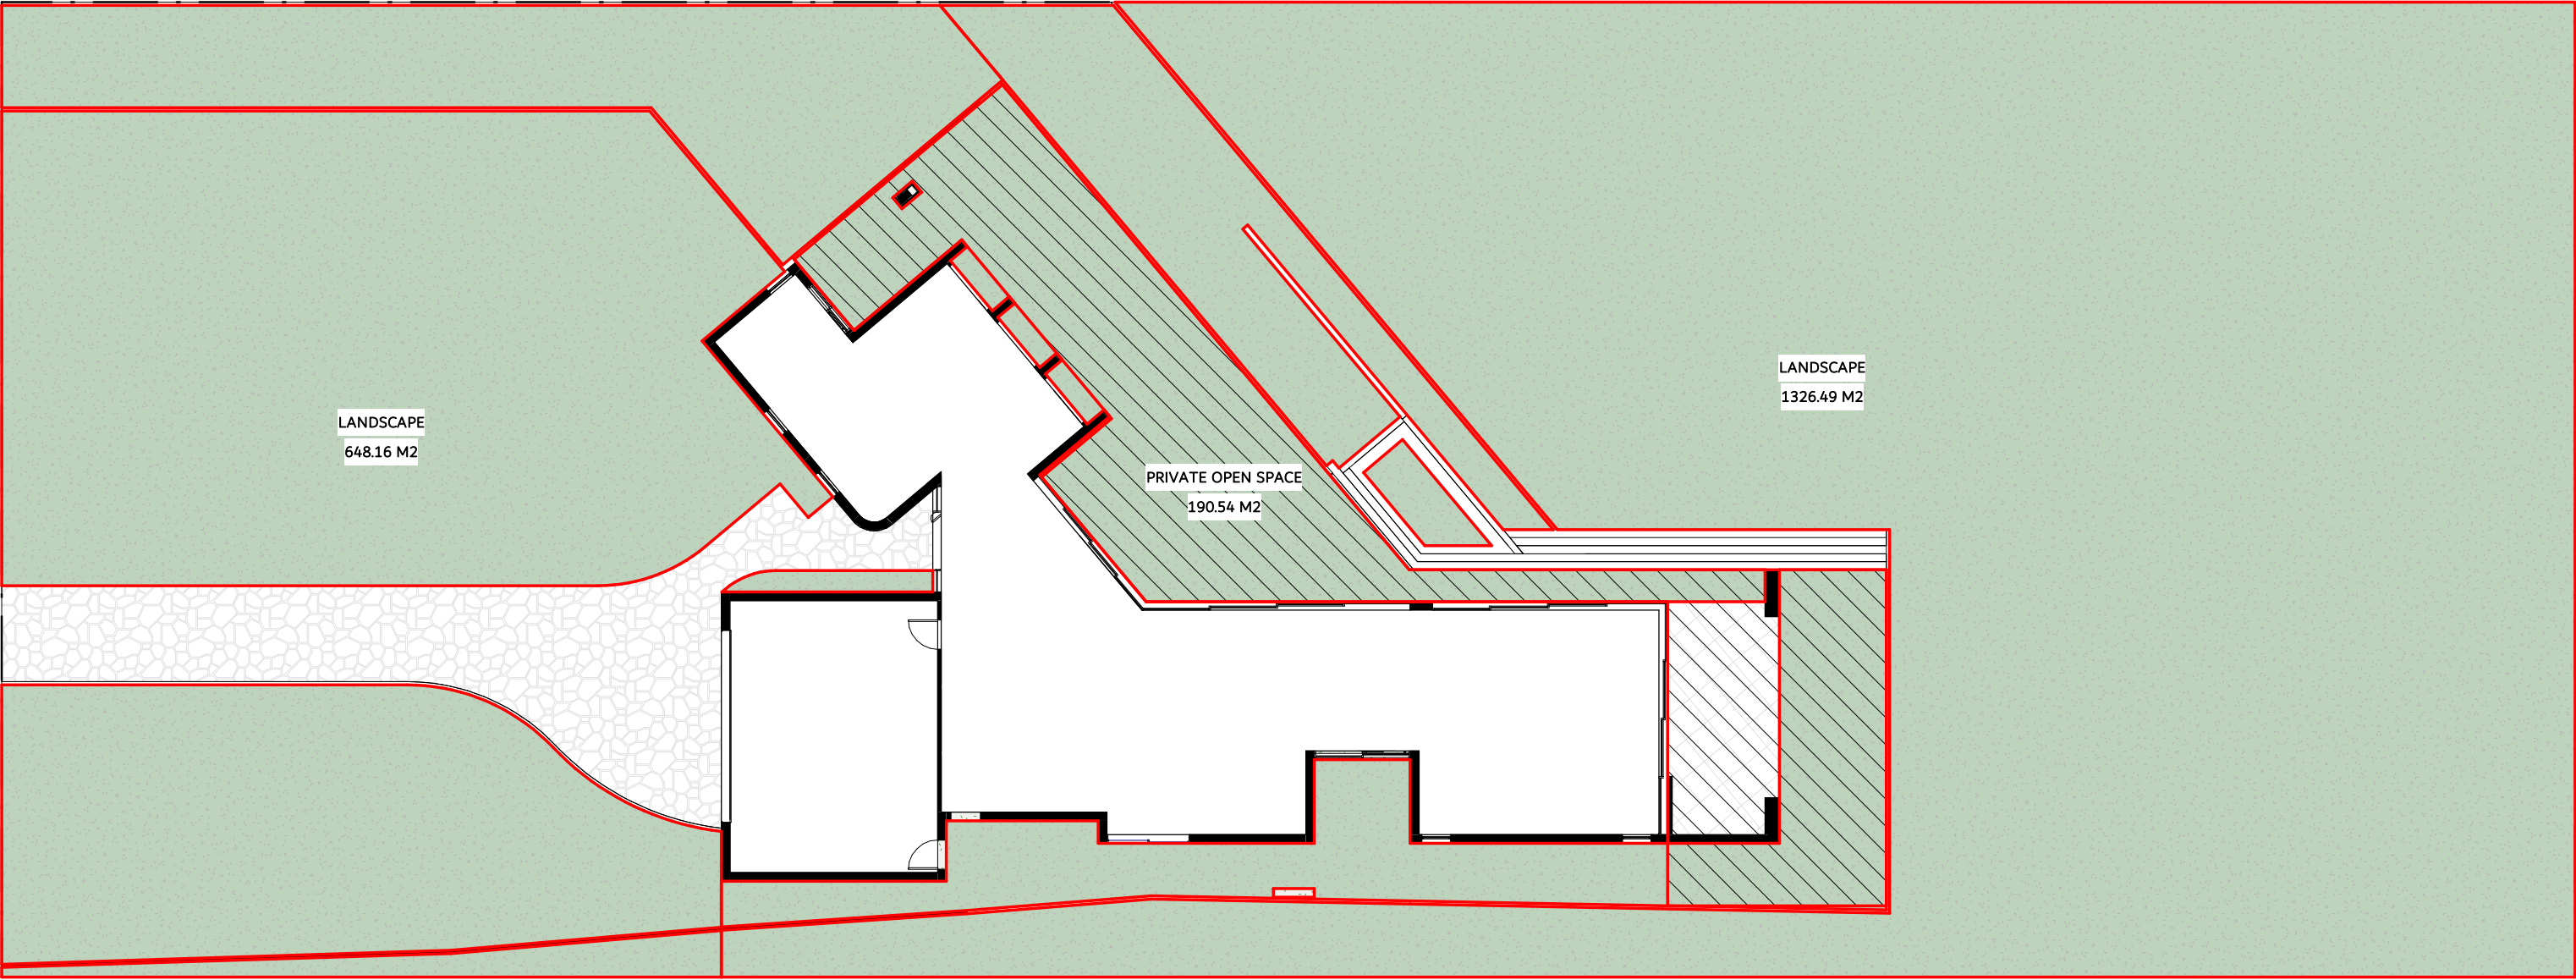 LANDSCAPE
648.16 M2
PRIVATE OPEN SPACE
190.54 M2
LANDSCAPE
1326.49 M2